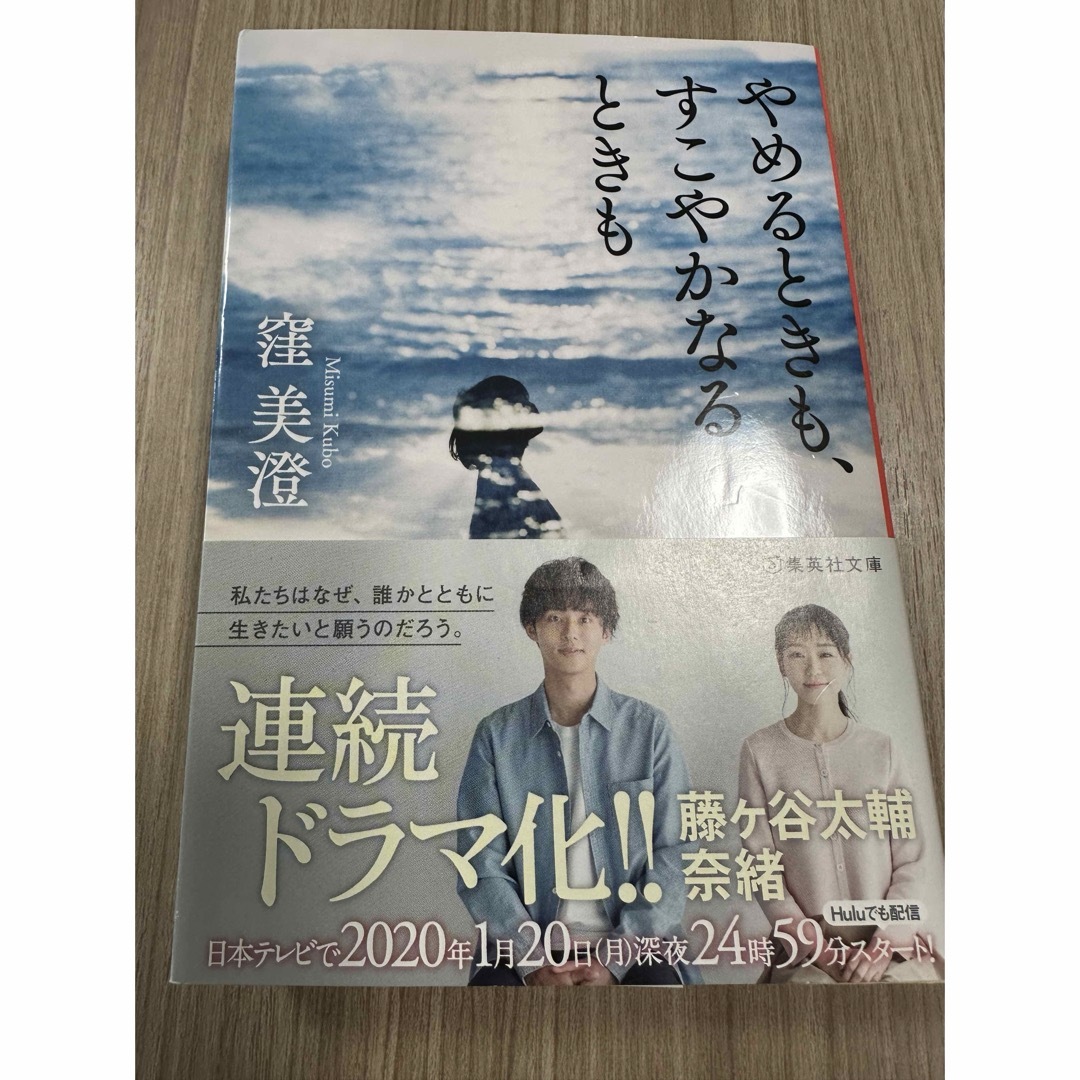 やめるときも、
すこやかなる
ときも
窪 美澄
Misumi Kubo
集英社文庫
私たちはなぜ、誰かとともに
生きたいと願うのだろう。
連続
ドラマ化!!
藤ヶ谷太輔
奈緒
Huluでも配信
日本テレビで2020年1月20日(月)深夜24時59分スタート!